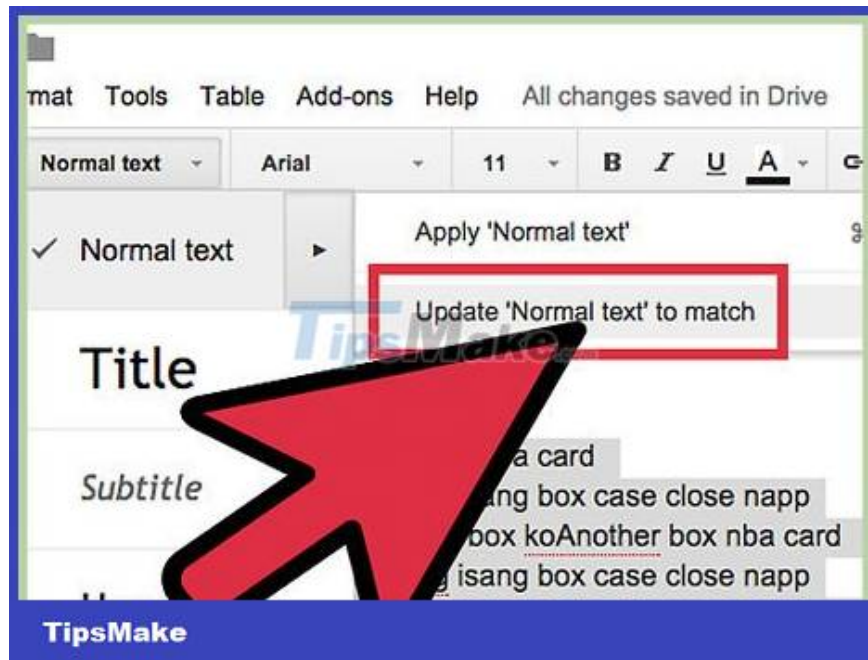 mat Tools Table Add-ons Help All changes saved in Drive
Normal text Arial 11 B I U A
Normal text Apply 'Normal text' ⌘
Update 'Normal text' to match
TipsMake.com
Title
a card
Subtitle
ang box case close napp
box koAnother box nba card
isang box case close napp
TipsMake